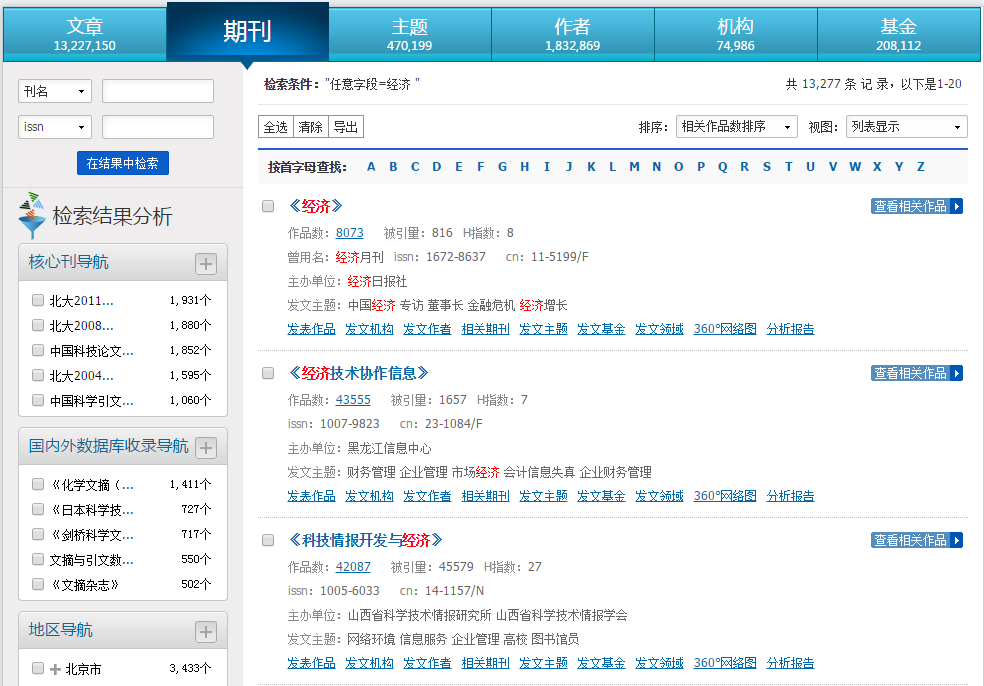 文章 期刊 主题 作者 机构 基金
13,227,150 470,199 1,832,869 74,986 208,112
刊名
issn
在结果中检索
检索结果分析
核心刊导航
北大2011... 1,931个
北大2008... 1,880个
中国科技论文... 1,852个
北大2004... 1,595个
中国科学引文... 1,060个
国内外数据库收录导航
《化学文摘（... 1,411个
《日本科学技... 727个
《剑桥科学文... 717个
文摘与引文数... 550个
《文摘杂志》 502个
地区导航
北京市 3,433个
检索条件："任意字段=经济 " 共 13,277 条 记 录，以下是1-20
全选 清除 导出 排序： 相关作品数排序 视图： 列表显示
按首字母查找： A B C D E F G H I J K L M N O P Q R S T U V W X Y Z
《经济》 查看相关作品
作品数：8073 被引量：816 H指数：8
曾用名：经济月刊 issn：1672-8637 cn：11-5199/F
主办单位：经济日报社
发文主题：中国经济 专访 董事长 金融危机 经济增长
发表作品 发文机构 发文作者 相关期刊 发文主题 发文基金 发文领域 360°网络图 分析报告
《经济技术协作信息》 查看相关作品
作品数：43555 被引量：1657 H指数：7
issn：1007-9823 cn：23-1084/F
主办单位：黑龙江信息中心
发文主题：财务管理 企业管理 市场经济 会计信息失真 企业财务管理
发表作品 发文机构 发文作者 相关期刊 发文主题 发文基金 发文领域 360°网络图 分析报告
《科技情报开发与经济》 查看相关作品
作品数：42087 被引量：45579 H指数：27
issn：1005-6033 cn：14-1157/N
主办单位：山西省科学技术情报研究所 山西省科学技术情报学会
发文主题：网络环境 信息服务 企业管理 高校 图书馆员
发表作品 发文机构 发文作者 相关期刊 发文主题 发文基金 发文领域 360°网络图 分析报告